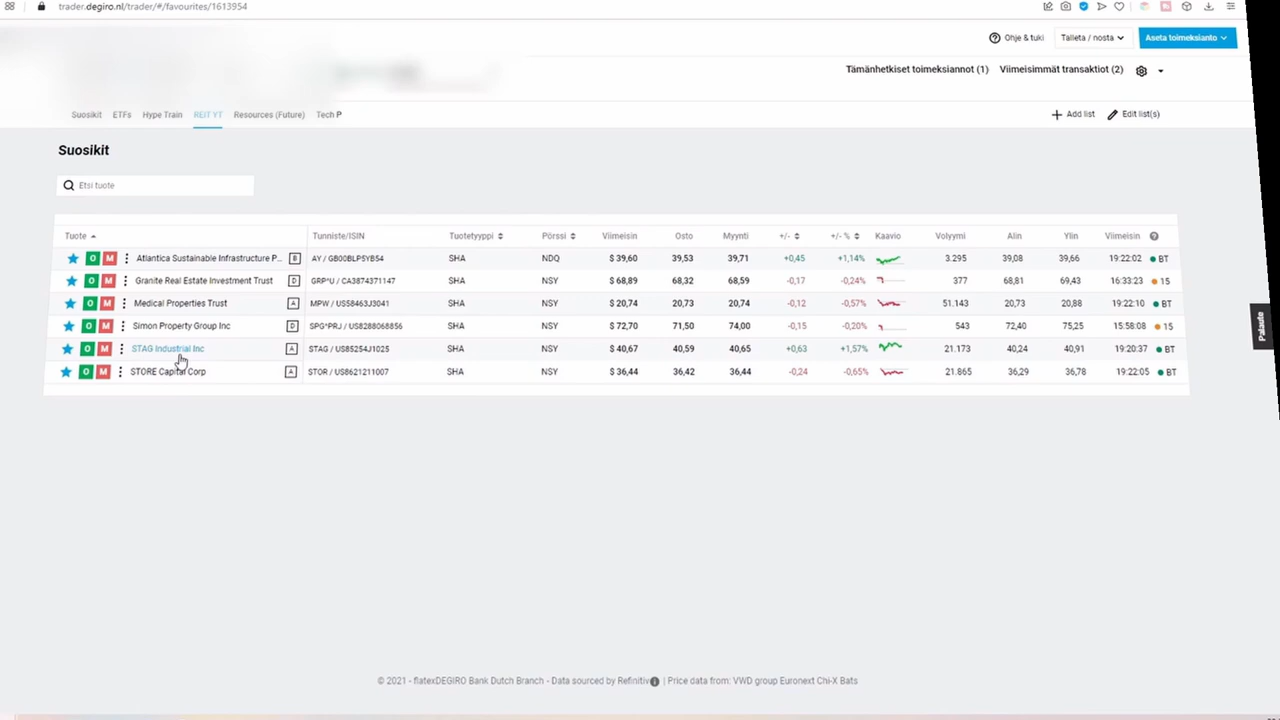 trader.degiro.nl/trader/#/favourites/1613954
Ohje & tuki
Talleta / nosta
Aseta toimeksianto
Tämänhetkiset toimeksiannot (1)
Viimeisimmät transaktiot (2)
Suosikit ETFs Hype Train REIT YT Resources (Future) Tech P
Add list
Edit list(s)
Suosikit
Etsi tuote
Tuote Tunniste/ISIN Tuotetyyppi Pörssi Viimeisin Osto Myynti +/- +/- % Kaavio Volyymi Alin Ylin Viimeisin
O M Atlantica Sustainable Infrastructure P... B AY / GB00BLP5YB54 SHA NDQ $ 39,60 39,53 39,71 +0,45 +1,14% 3.295 39,08 39,66 19:22:02 BT
O M Granite Real Estate Investment Trust D GRP*U / CA3874371147 SHA NSY $ 68,89 68,32 68,59 -0,17 -0,24% 377 68,81 69,43 16:33:23 15
O M Medical Properties Trust A MPW / US58463J3041 SHA NSY $ 20,74 20,73 20,74 -0,12 -0,57% 51.143 20,73 20,88 19:22:10 BT
O M Simon Property Group Inc D SPG*PRJ / US8288068856 SHA NSY $ 72,70 71,50 74,00 -0,15 -0,20% 543 72,40 75,25 15:58:08 15
O M STAG Industrial Inc A STAG / US85254J1025 SHA NSY $ 40,67 40,59 40,65 +0,63 +1,57% 21.173 40,24 40,91 19:20:37 BT
O M STORE Capital Corp A STOR / US8621211007 SHA NSY $ 36,44 36,42 36,44 -0,24 -0,65% 21.865 36,29 36,78 19:22:05 BT
Palaute
© 2021 - flatexDEGIRO Bank Dutch Branch - Data sourced by Refinitiv | Price data from: VWD group Euronext Chi-X Bats